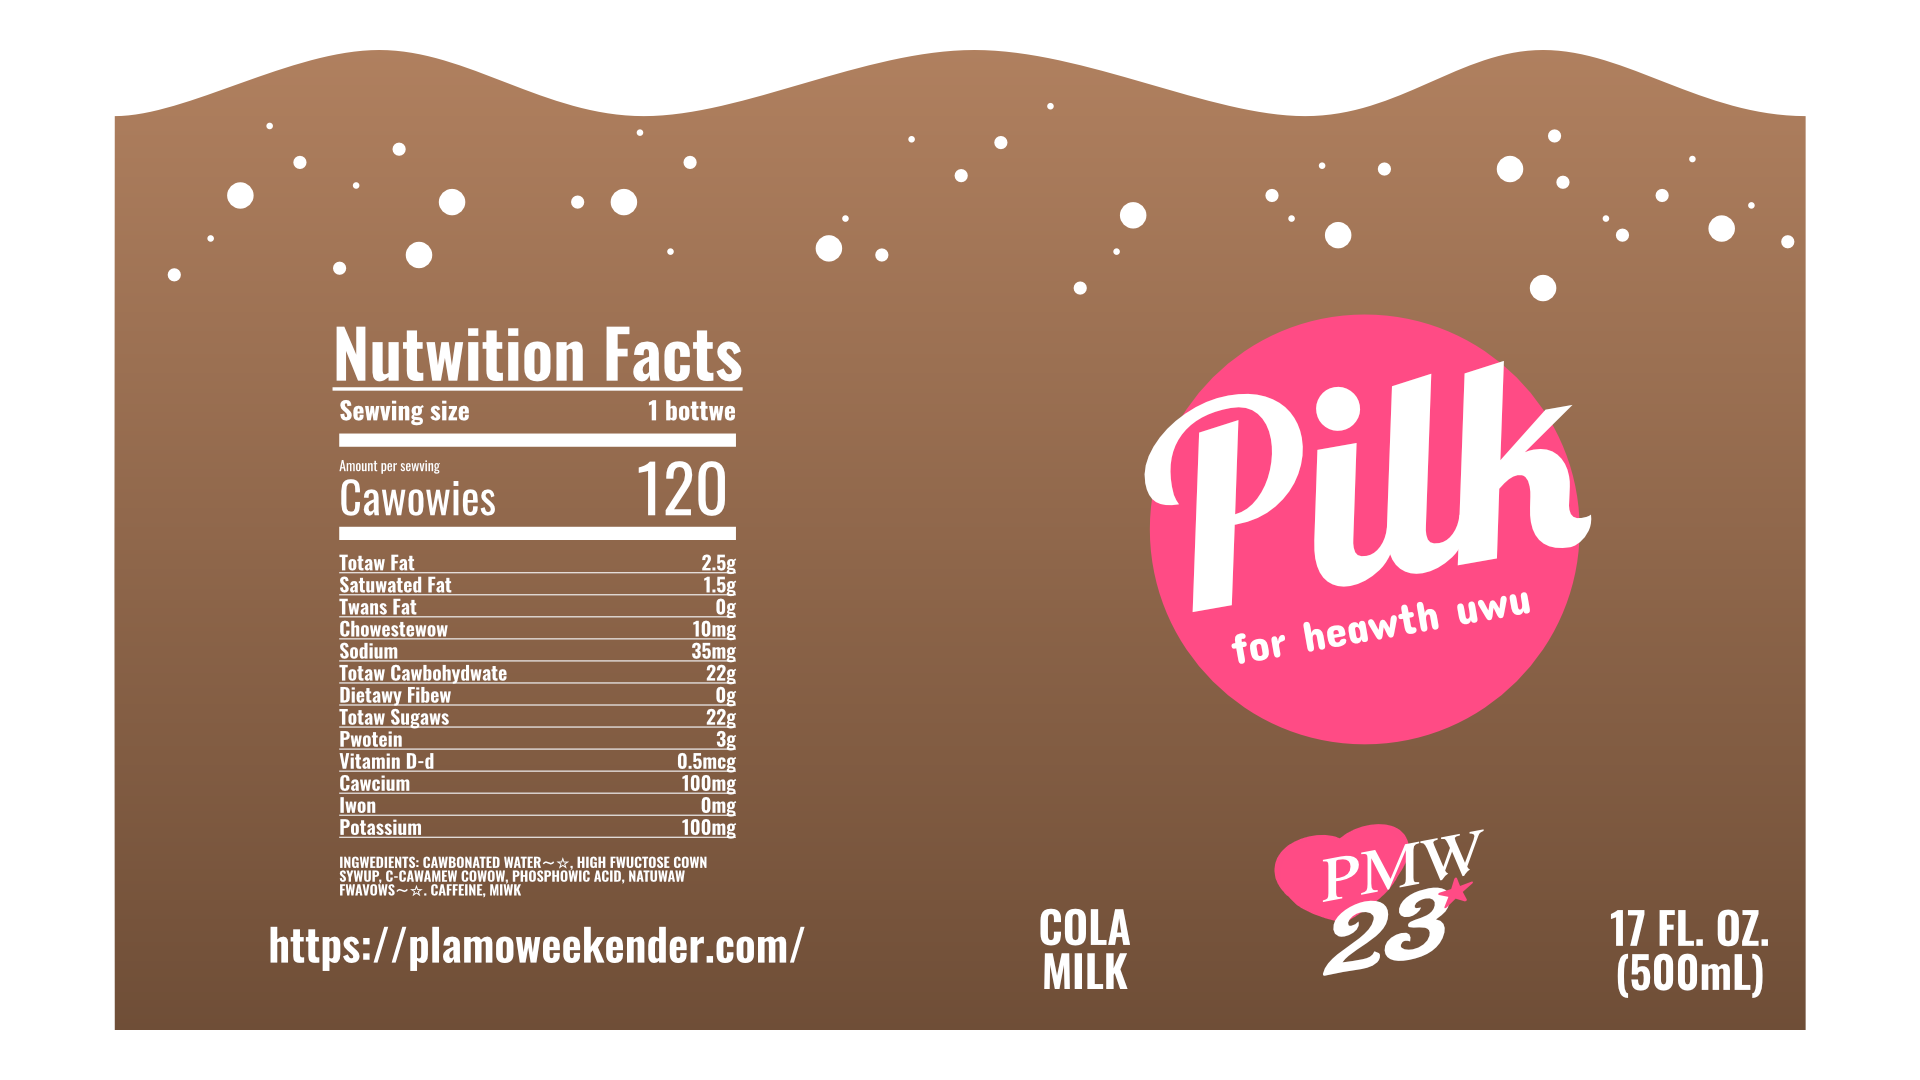 Nutwition Facts
Sewving size 1 bottwe
Amount per sewving
Cawowies 120
Totaw Fat 2.5g
Satuwated Fat 1.5g
Twans Fat 0g
Chowestewow 10mg
Sodium 35mg
Totaw Cawbohydwate 22g
Dietawy Fibew 0g
Totaw Sugaws 22g
Pwotein 3g
Vitamin D-d 0.5mcg
Cawcium 100mg
Iwon 0mg
Potassium 100mg
INGWEDIENTS: CAWBONATED WATER～☆, HIGH FWUCTOSE COWN
SYWUP, C-CAWAMEW COWOW, PHOSPHOWIC ACID, NATUWAW
FWAVOWS～☆. CAFFEINE, MIWK
https://plamoweekender.com/
Pilk
for heawth uwu
COLA
MILK
PMW
23
17 FL. OZ.
(500mL)